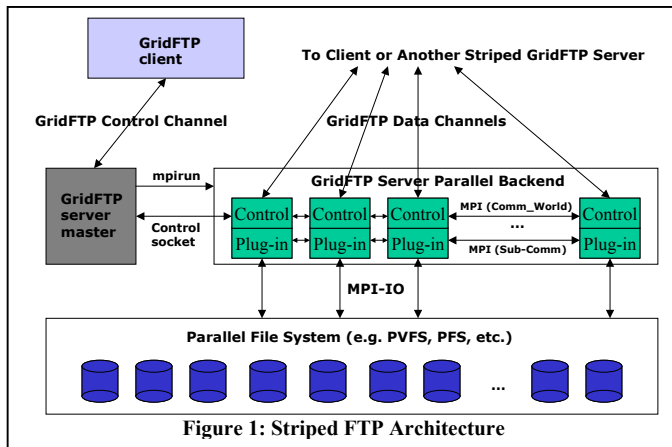 GridFTP
client
To Client or Another Striped GridFTP Server
GridFTP Control Channel
GridFTP Data Channels
mpirun
GridFTP Server Parallel Backend
GridFTP
server
master
Control
socket
Control
Control
Control
MPI (Comm_World)
...
Control
Plug-in
Plug-in
Plug-in
MPI (Sub-Comm)
Plug-in
MPI-IO
Parallel File System (e.g. PVFS, PFS, etc.)
...
Figure 1: Striped FTP Architecture